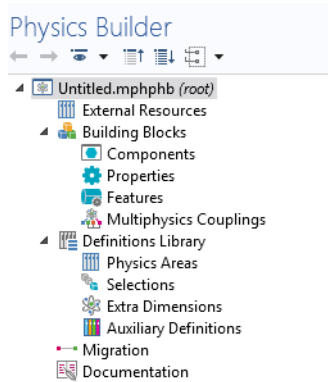 Physics Builder
Untitled.mphphb (root)
External Resources
Building Blocks
Components
Properties
Features
Multiphysics Couplings
Definitions Library
Physics Areas
Selections
Extra Dimensions
Auxiliary Definitions
Migration
Documentation